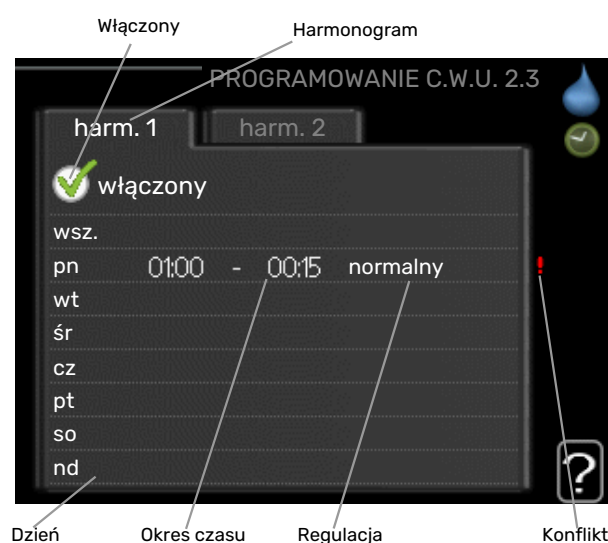 Włączony
Harmonogram
PROGRAMOWANIE C.W.U. 2.3
harm. 1 harm. 2
włączony
wsz.
pn 01:00 - 00:15 normalny !
wt
śr
cz
pt
so
nd
?
Dzień Okres czasu Regulacja Konflikt